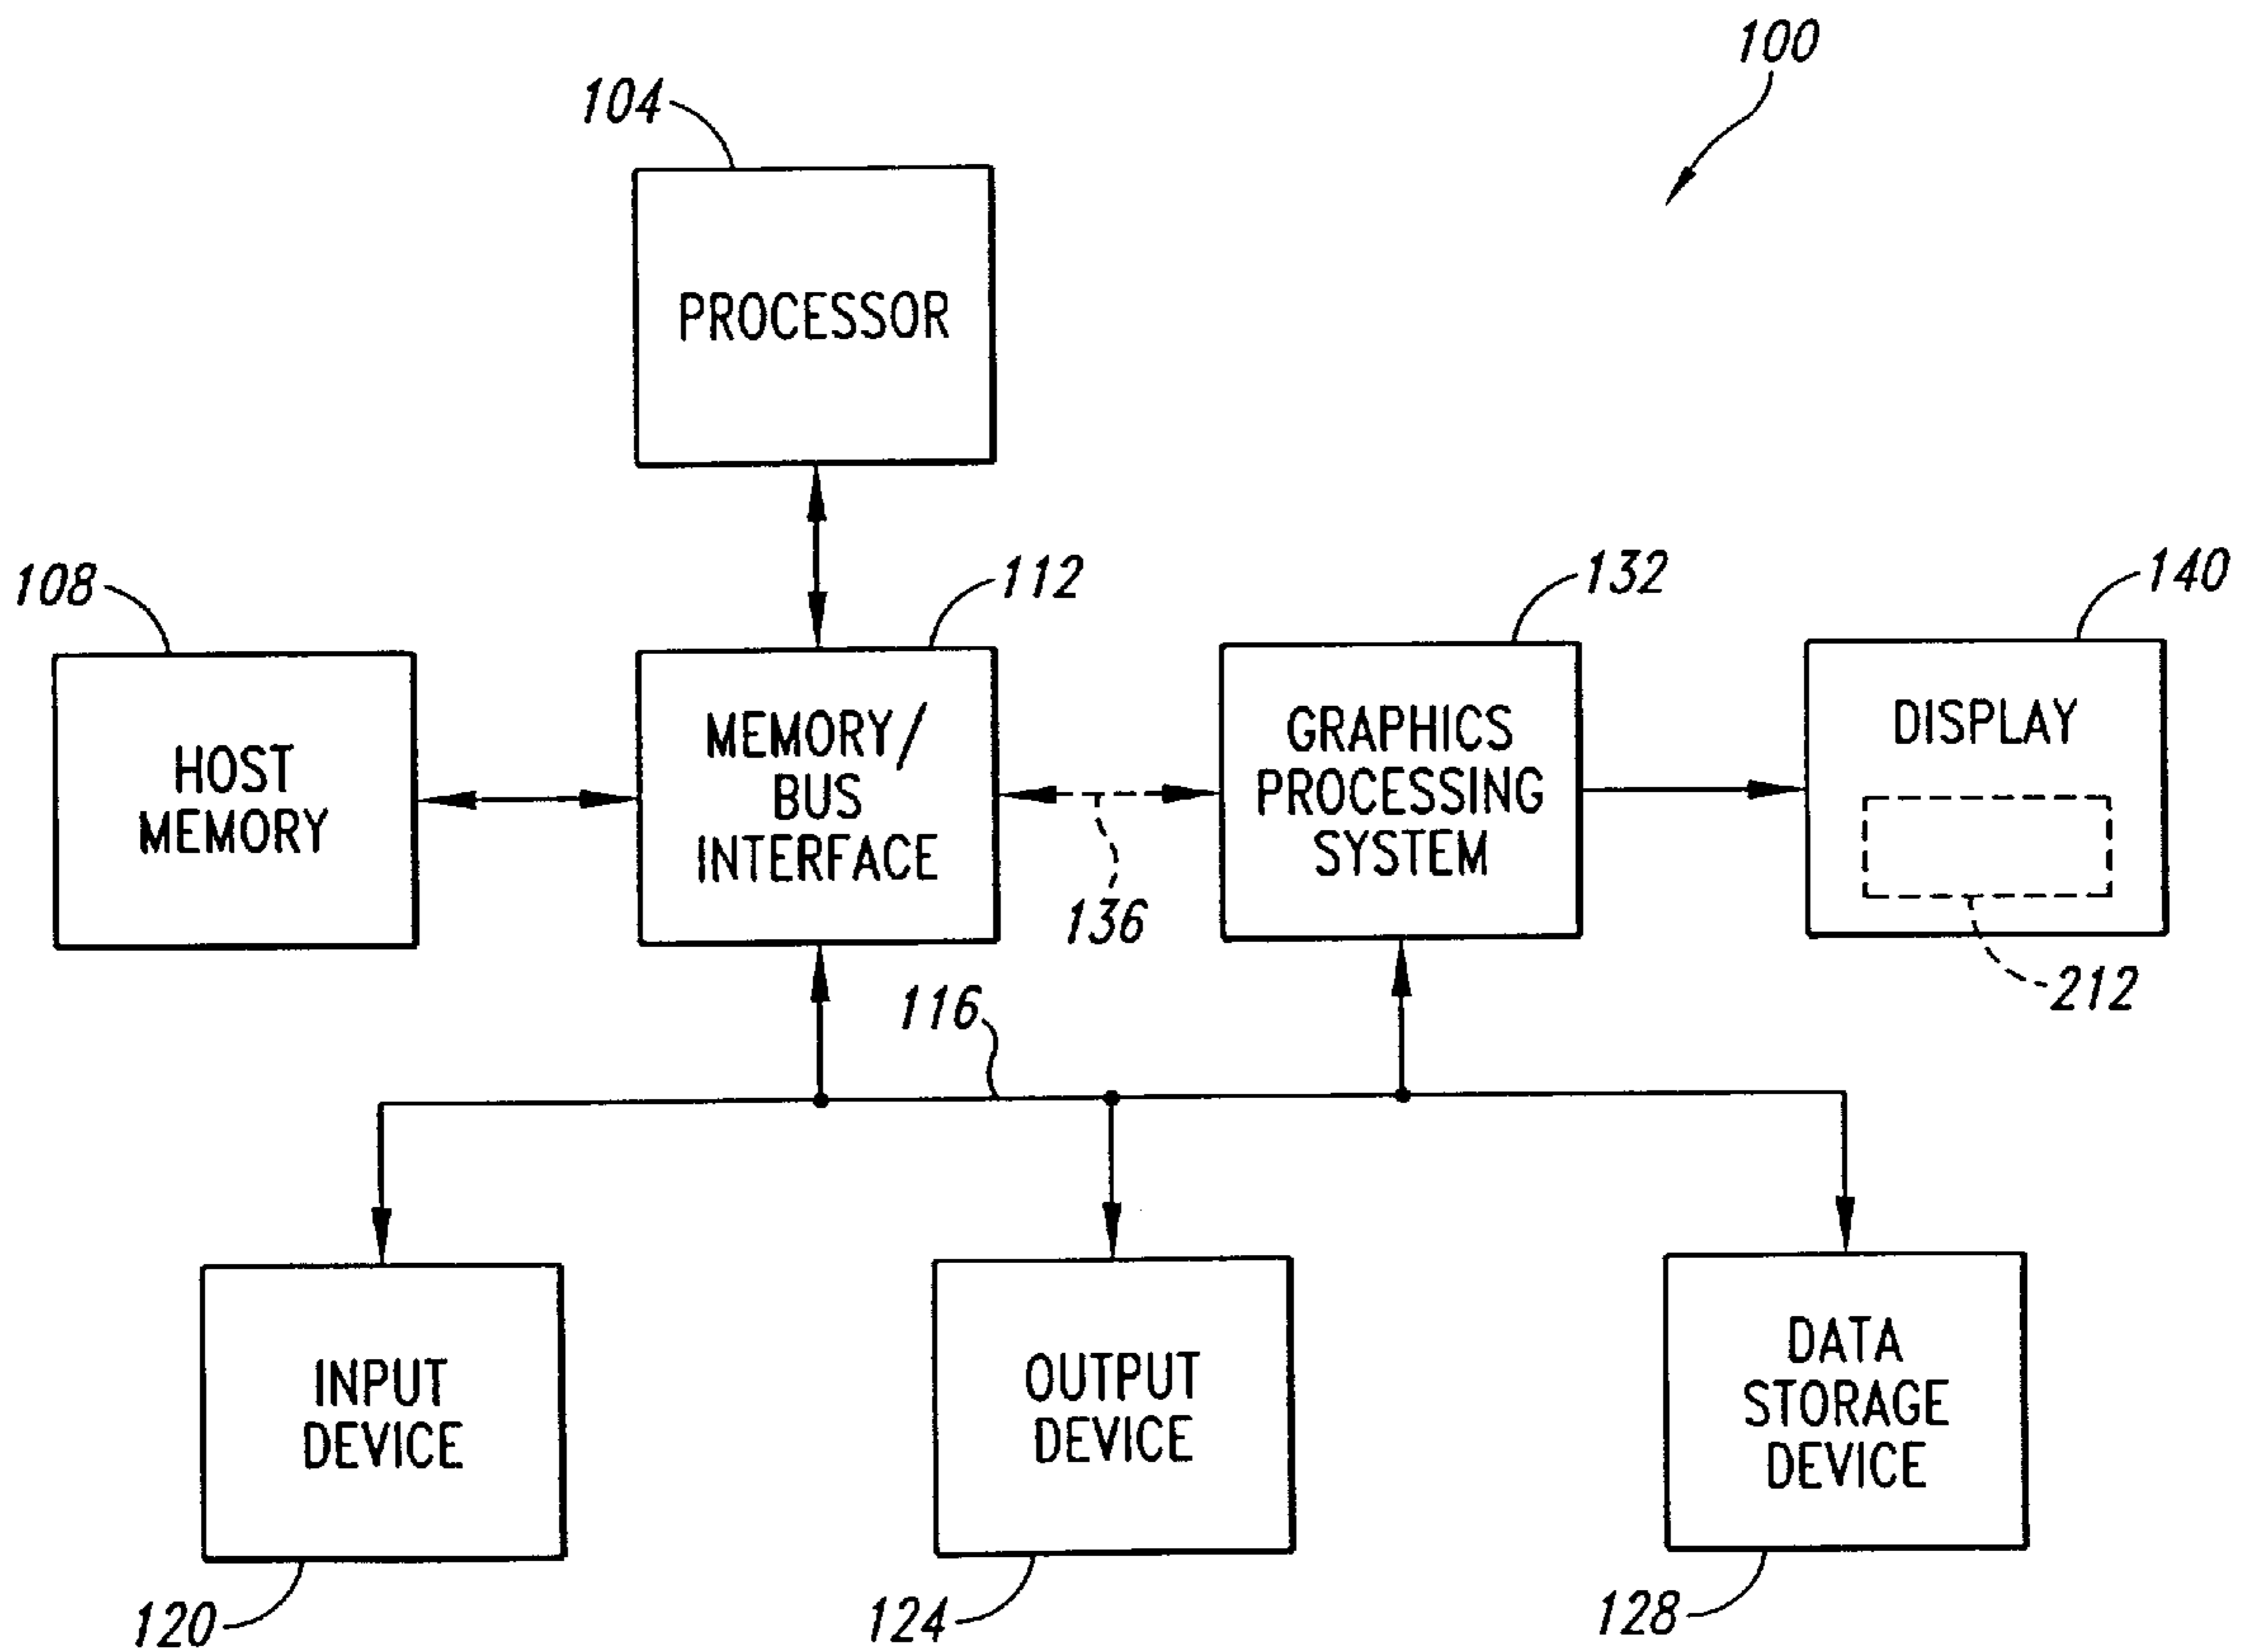 100
104
PROCESSOR
108
112
132
140
HOST
MEMORY
MEMORY/
BUS
INTERFACE
GRAPHICS
PROCESSING
SYSTEM
DISPLAY
136
212
116
INPUT
DEVICE
OUTPUT
DEVICE
DATA
STORAGE
DEVICE
120
124
128